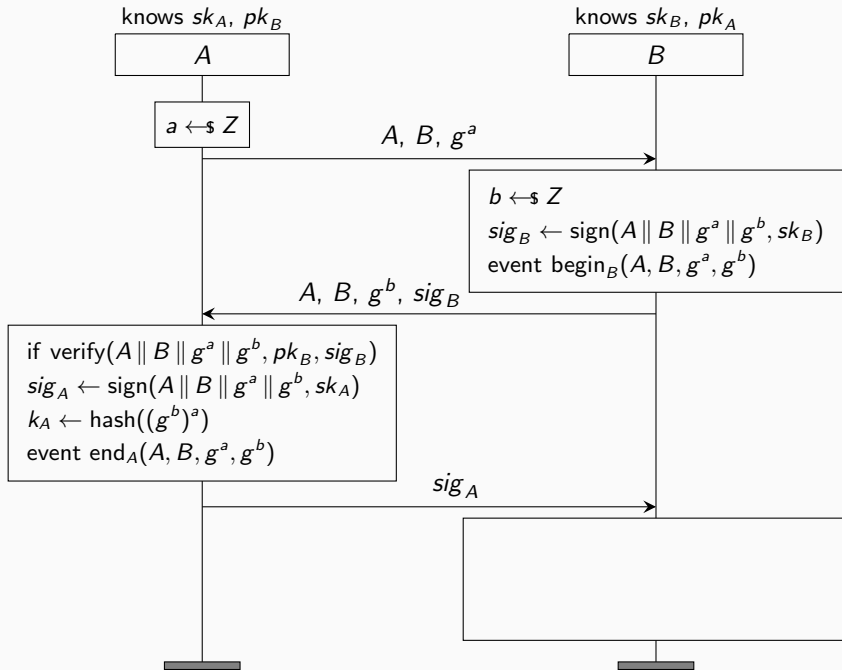 knows sk_A, pk_B
knows sk_B, pk_A
A
B
a ←$ Z
A, B, g^a
b ←$ Z
sig_B ← sign(A ∥ B ∥ g^a ∥ g^b, sk_B)
event begin_B(A, B, g^a, g^b)
A, B, g^b, sig_B
if verify(A ∥ B ∥ g^a ∥ g^b, pk_B, sig_B)
sig_A ← sign(A ∥ B ∥ g^a ∥ g^b, sk_A)
k_A ← hash((g^b)^a)
event end_A(A, B, g^a, g^b)
sig_A